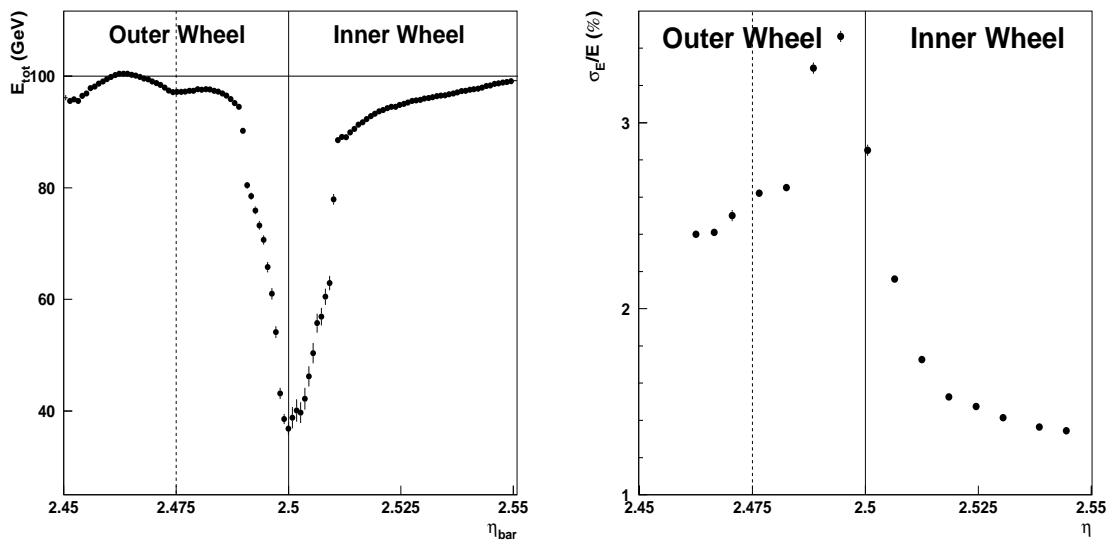 E_tot (GeV)
Outer Wheel
Inner Wheel
100
80
60
40
2.45
2.475
2.5
2.525
2.55
η_bar
σ_E/E (%)
Outer Wheel
Inner Wheel
3
2
1
2.45
2.475
2.5
2.525
2.55
η